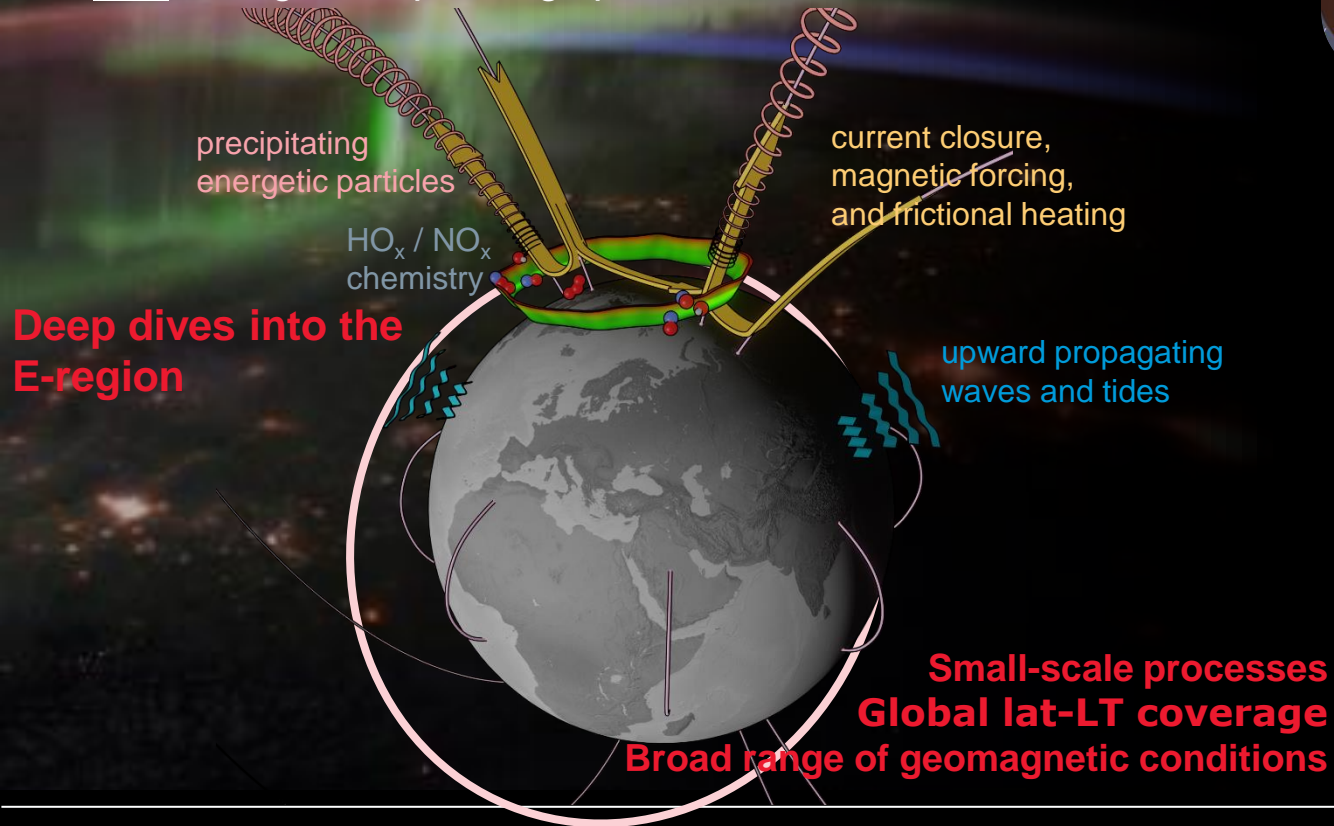 precipitating
energetic particles
current closure,
magnetic forcing,
and frictional heating
HOₓ / NOₓ
chemistry
Deep dives into the
E-region
upward propagating
waves and tides
Small-scale processes
Global lat-LT coverage
Broad range of geomagnetic conditions